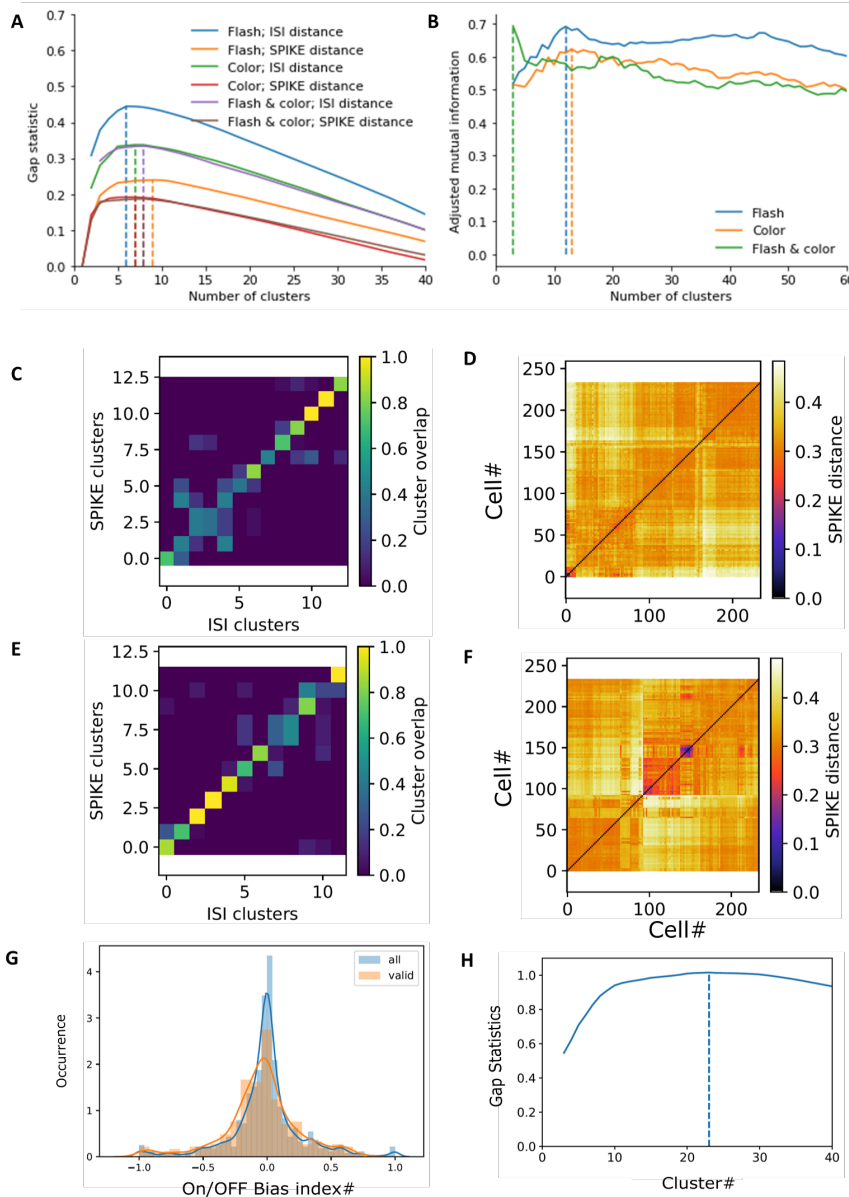 A
0.7
0.6
0.5
0.4
0.3
0.2
0.1
0.0
Gap statistic
Flash; ISI distance
Flash; SPIKE distance
Color; ISI distance
Color; SPIKE distance
Flash & color; ISI distance
Flash & color; SPIKE distance
0 5 10 15 20 25 30 35 40
Number of clusters
B
0.7
0.6
0.5
0.4
0.3
0.2
0.1
0.0
Adjusted mutual information
Flash
Color
Flash & color
0 10 20 30 40 50 60
Number of clusters
C
12.5
10.0
7.5
5.0
2.5
0.0
SPIKE clusters
0 5 10
ISI clusters
1.0
0.8
0.6
0.4
0.2
0.0
Cluster overlap
D
250
200
150
100
50
0
Cell#
0 100 200
0.4
0.3
0.2
0.1
0.0
SPIKE distance
E
12.5
10.0
7.5
5.0
2.5
0.0
SPIKE clusters
0 5 10
ISI clusters
1.0
0.8
0.6
0.4
0.2
0.0
Cluster overlap
F
250
200
150
100
50
0
Cell#
0 100 200
Cell#
0.4
0.3
0.2
0.1
0.0
SPIKE distance
G
4
3
2
1
0
Occurrence
all
valid
−1.0 −0.5 0.0 0.5 1.0
On/OFF Bias index#
H
1.0
0.8
0.6
0.4
0.2
0.0
Gap Statistics
0 10 20 30 40
Cluster#